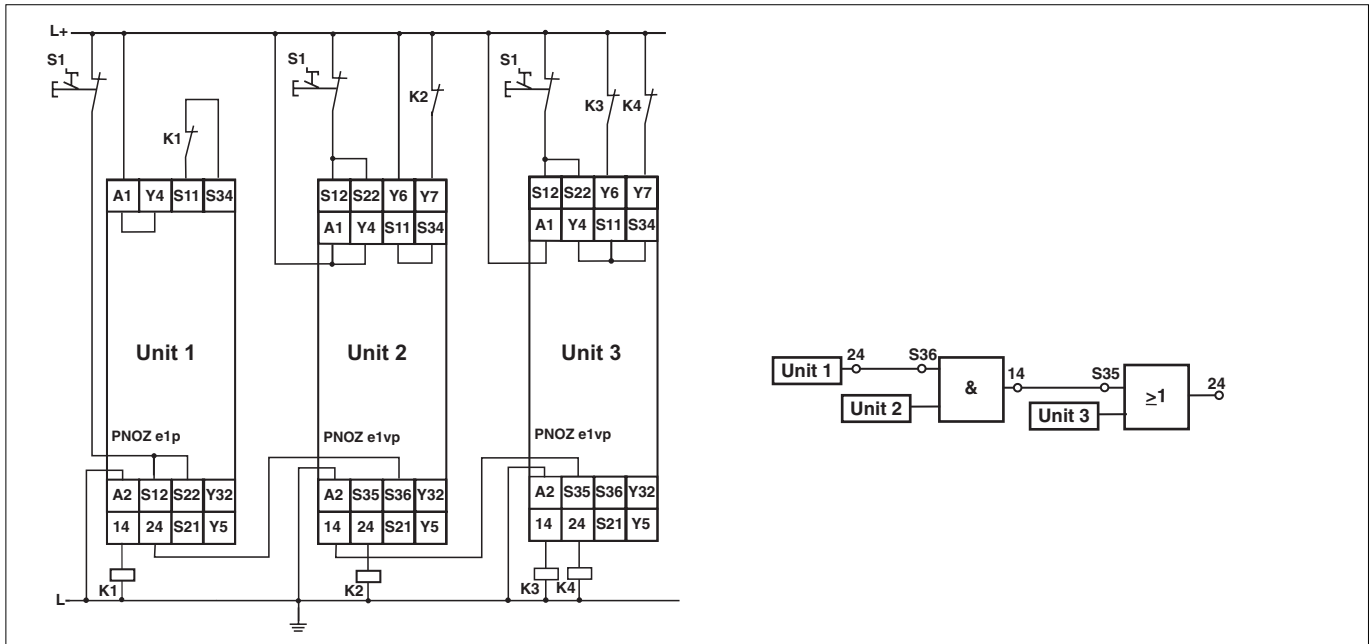 L+
S1
S1
S1
K1
K2
K3 K4
A1 Y4 S11 S34
S12 S22 Y6 Y7
A1 Y4 S11 S34
S12 S22 Y6 Y7
A1 Y4 S11 S34
Unit 1
Unit 2
Unit 3
PNOZ e1p
PNOZ e1vp
PNOZ e1vp
A2 S12 S22 Y32
14 24 S21 Y5
A2 S35 S36 Y32
14 24 S21 Y5
A2 S35 S36 Y32
14 24 S21 Y5
K1
K2
K3 K4
L-
Unit 1
24
S36
Unit 2
&
14
S35
Unit 3
≥1
24